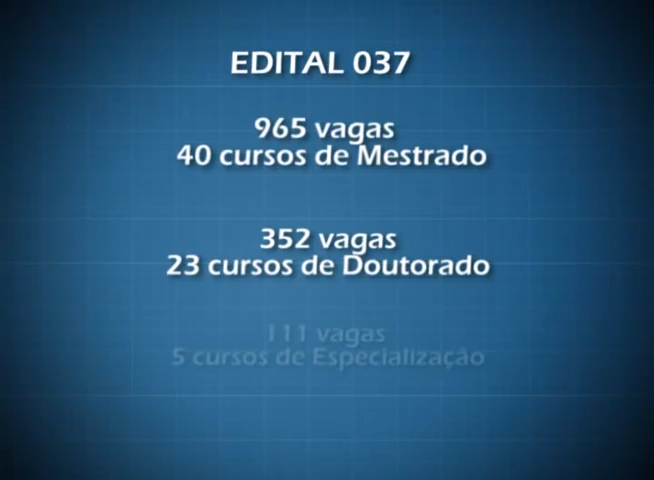 EDITAL 037
965 vagas
40 cursos de Mestrado
352 vagas
23 cursos de Doutorado
111 vagas
5 cursos de Especialização